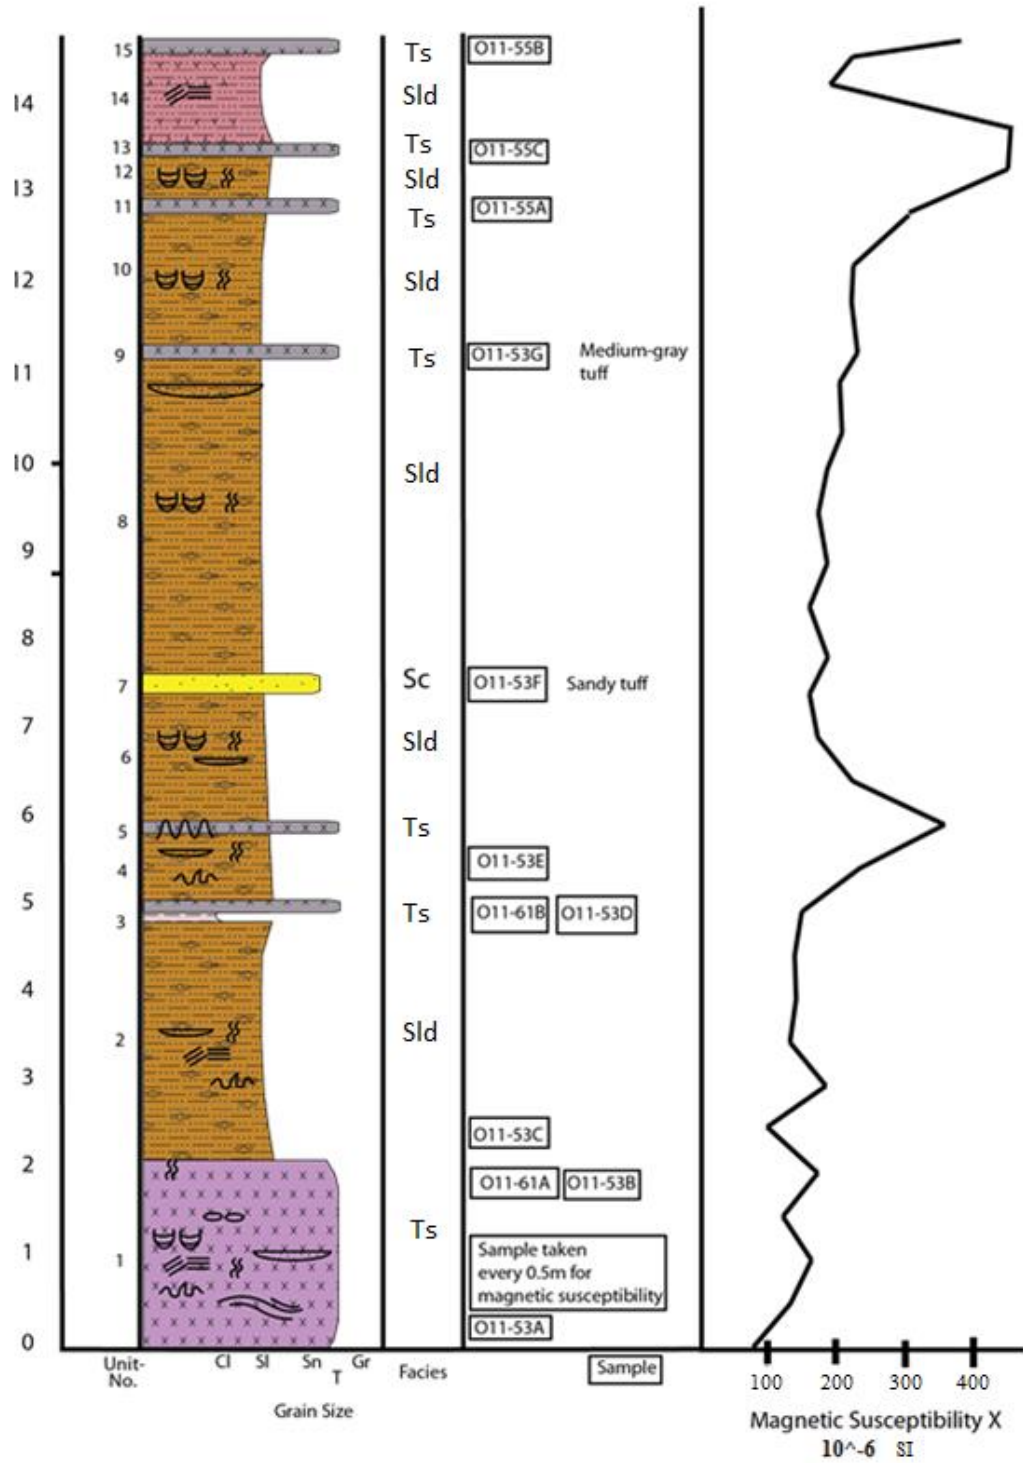 15
Ts
O11-55B
14
14
Sld
13
Ts
O11-55C
12
Sld
13
11
Ts
O11-55A
10
12
Sld
9
Ts
O11-53G
Medium-gray
tuff
11
10
Sld
8
9
8
7
Sc
O11-53F
Sandy tuff
7
Sld
6
6
5
Ts
O11-53E
4
5
3
Ts
O11-61B
O11-53D
4
2
Sld
3
O11-53C
2
O11-61A
O11-53B
Ts
1
1
Sample taken
every 0.5m for
magnetic susceptibility
O11-53A
0
Unit-
No.
Cl
Sl
Sn
T
Gr
Facies
Sample
Grain Size
100 200 300 400
Magnetic Susceptibility X
10^-6 SI